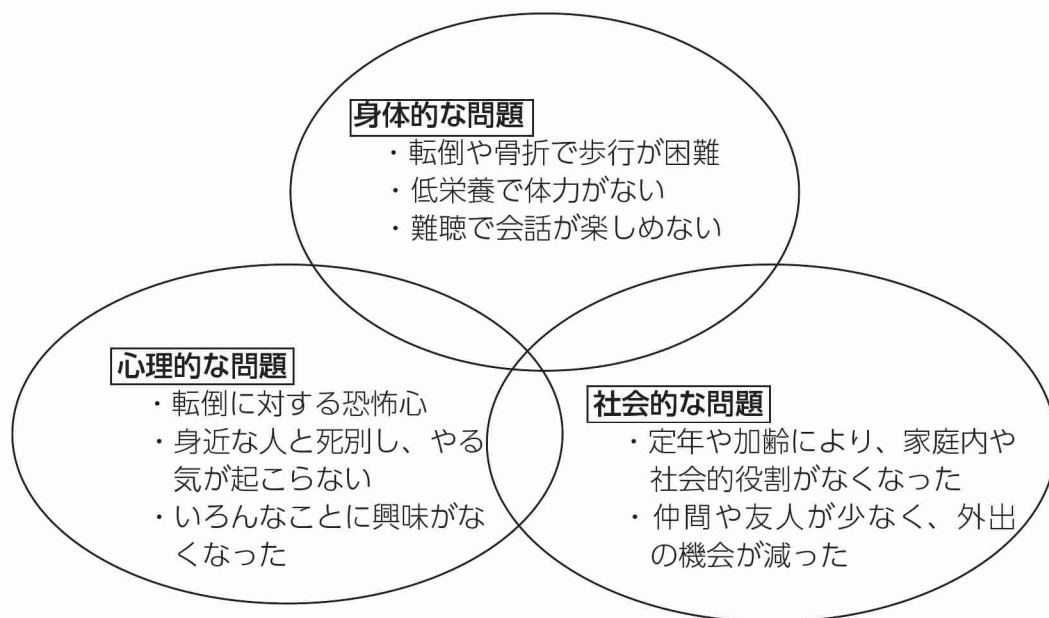 身体的な問題
・転倒や骨折で歩行が困難
・低栄養で体力がない
・難聴で会話が楽しめない
心理的な問題
・転倒に対する恐怖心
・身近な人と死別し、やる
気が起こらない
・いろんなことに興味がな
くなった
社会的な問題
・定年や加齢により、家庭内や
社会的役割がなくなった
・仲間や友人が少なく、外出
の機会が減った